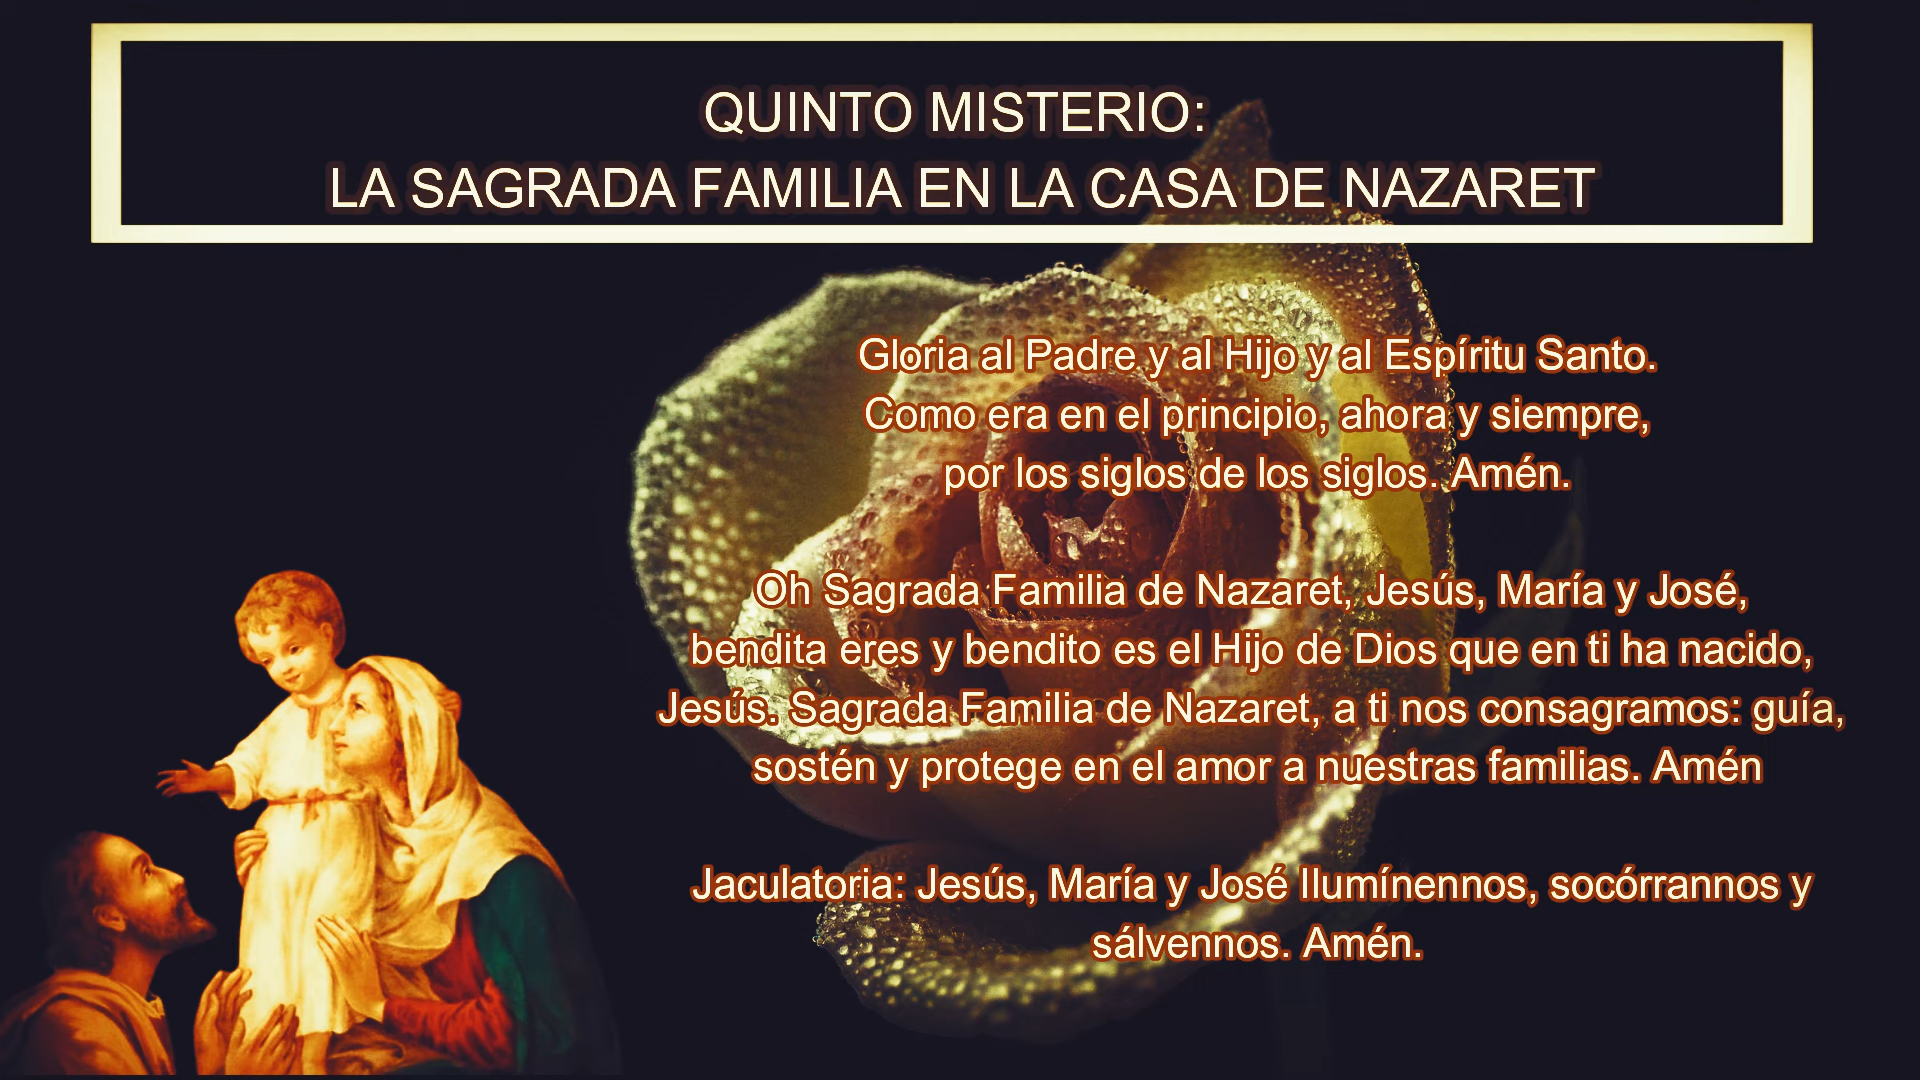 QUINTO MISTERIO:
LA SAGRADA FAMILIA EN LA CASA DE NAZARET
Gloria al Padre y al Hijo y al Espíritu Santo.
Como era en el principio, ahora y siempre,
por los siglos de los siglos. Amén.
Oh Sagrada Familia de Nazaret, Jesús, María y José,
bendita eres y bendito es el Hijo de Dios que en ti ha nacido,
Jesús. Sagrada Familia de Nazaret, a ti nos consagramos: guía,
sostén y protege en el amor a nuestras familias. Amén
Jaculatoria: Jesús, María y José Ilumínennos, socórrannos y
sálvennos. Amén.